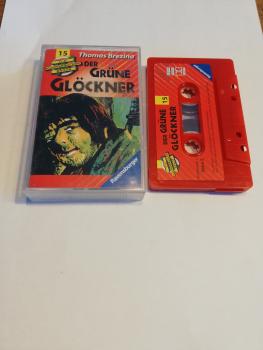 15
Thomas Brezina
DER
GRÜNE
GLÖCKNER
Ravensburger
15
DER GRÜNE
GLÖCKNER